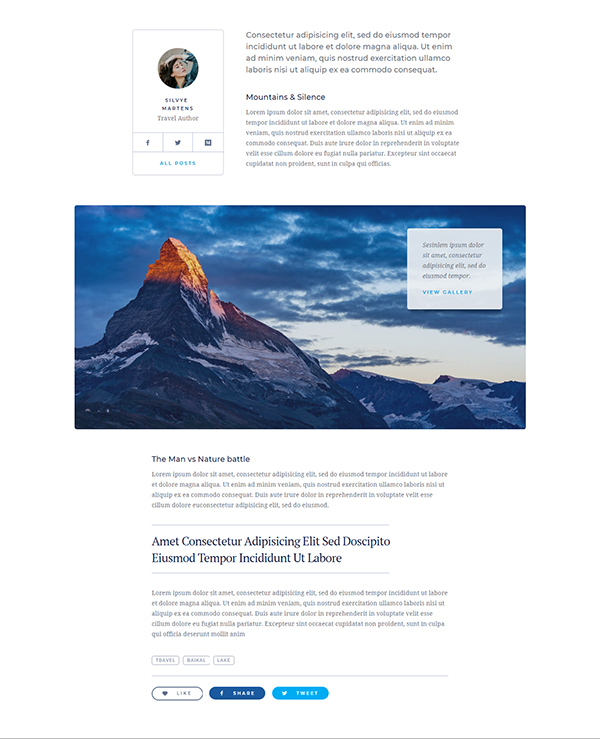 SILVYE
MARTENS
Travel Author
ALL POSTS
Consectetur adipisicing elit, sed do eiusmod tempor
incididunt ut labore et dolore magna aliqua. Ut enim
ad minim veniam, quis nostrud exercitation ullamco
laboris nisi ut aliquip ex ea commodo consequat.
Mountains & Silence
Lorem ipsum dolor sit amet, consectetur adipisicing elit, sed do eiusmod
tempor incididunt ut labore et dolore magna aliqua. Ut enim ad minim
veniam, quis nostrud exercitation ullamco laboris nisi ut aliquip ex ea
commodo consequat. Duis aute irure dolor in reprehenderit in voluptate
velit esse cillum dolore eu fugiat nulla pariatur. Excepteur sint occaecat
cupidatat non proident, sunt in culpa qui officias.
Sesinlem ipsum dolor
sit amet, consectetur
adipisicing elit, sed do
eiusmod tempor.
VIEW GALLERY
The Man vs Nature battle
Lorem ipsum dolor sit amet, consectetur adipisicing elit, sed do eiusmod tempor incididunt ut labore
et dolore magna aliqua. Ut enim ad minim veniam, quis nostrud exercitation ullamco laboris nisi ut
aliquip ex ea commodo consequat. Duis aute irure dolor in reprehenderit in voluptate velit esse
cillum dolore euconsectetur adipisicing elit, sed do eiusmod.
Amet Consectetur Adipisicing Elit Sed Doscipito
Eiusmod Tempor Incididunt Ut Labore
Lorem ipsum dolor sit amet, consectetur adipisicing elit, sed do eiusmod tempor incididunt ut labore
et dolore magna aliqua. Ut enim ad minim veniam, quis nostrud exercitation ullamco laboris nisi ut
aliquip ex ea commodo consequat. Duis aute irure dolor in reprehenderit in voluptate velit esse
cillum dolore eu fugiat nulla pariatur. Excepteur sint occaecat cupidatat non proident, sunt in culpa
qui officia deserunt mollit anim
TRAVEL BAIKAL LAKE
LIKE SHARE TWEET